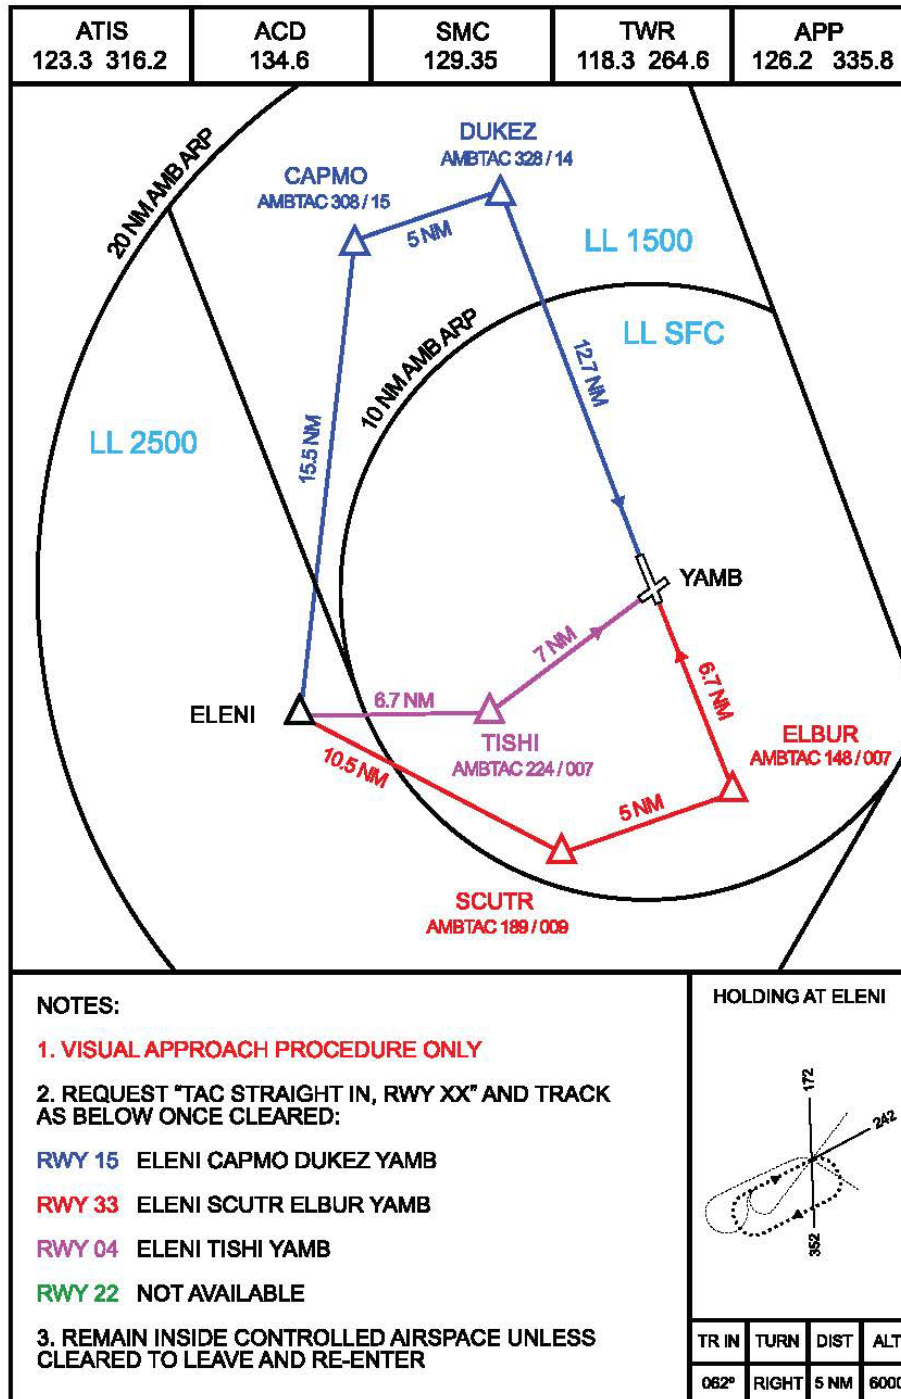 ATIS
123.3 316.2
ACD
134.6
SMC
129.35
TWR
118.3 264.6
APP
126.2 335.8
DUKEZ
AMBTAC 328 / 14
CAPMO
AMBTAC 308 / 15
20 NM AMB ARP
5 NM
LL 1500
LL SFC
10 NM AMB ARP
12.7 NM
LL 2500
15.5 NM
YAMB
7 NM
6.7 NM
ELENI
6.7 NM
TISHI
AMBTAC 224 / 007
ELBUR
AMBTAC 148 / 007
10.5 NM
5 NM
SCUTR
AMBTAC 189 / 009
NOTES:
1. VISUAL APPROACH PROCEDURE ONLY
2. REQUEST "TAC STRAIGHT IN, RWY XX" AND TRACK
AS BELOW ONCE CLEARED:
RWY 15 ELENI CAPMO DUKEZ YAMB
RWY 33 ELENI SCUTR ELBUR YAMB
RWY 04 ELENI TISHI YAMB
RWY 22 NOT AVAILABLE
3. REMAIN INSIDE CONTROLLED AIRSPACE UNLESS
CLEARED TO LEAVE AND RE-ENTER
HOLDING AT ELENI
172
242
352
TR IN TURN DIST ALT
062° RIGHT 5 NM 6000